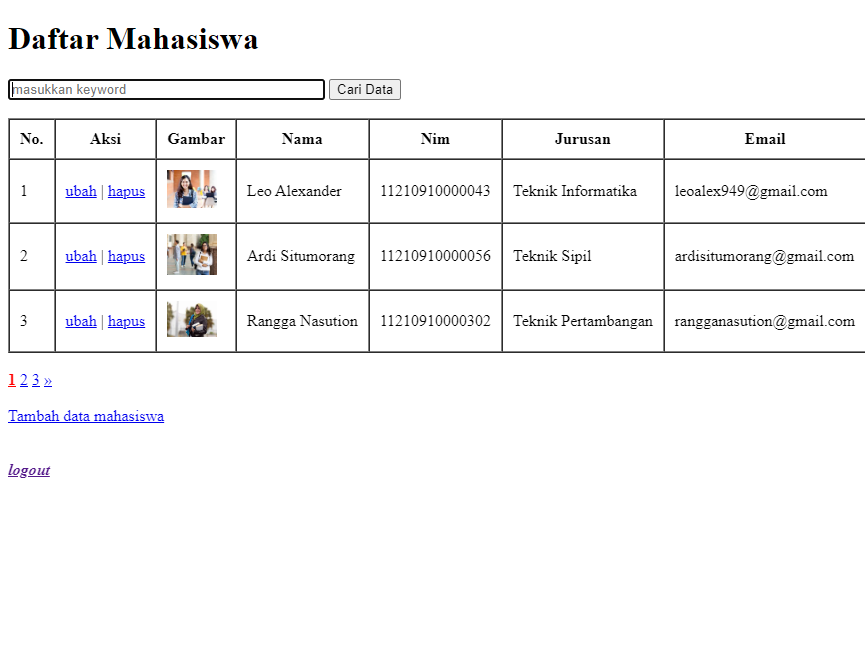 Daftar Mahasiswa
masukkan keyword Cari Data
No. Aksi Gambar Nama Nim Jurusan Email
1 ubah | hapus Leo Alexander 11210910000043 Teknik Informatika leoalex949@gmail.com
2 ubah | hapus Ardi Situmorang 11210910000056 Teknik Sipil ardisitumorang@gmail.com
3 ubah | hapus Rangga Nasution 11210910000302 Teknik Pertambangan rangganasution@gmail.com
1 2 3 »
Tambah data mahasiswa
logout